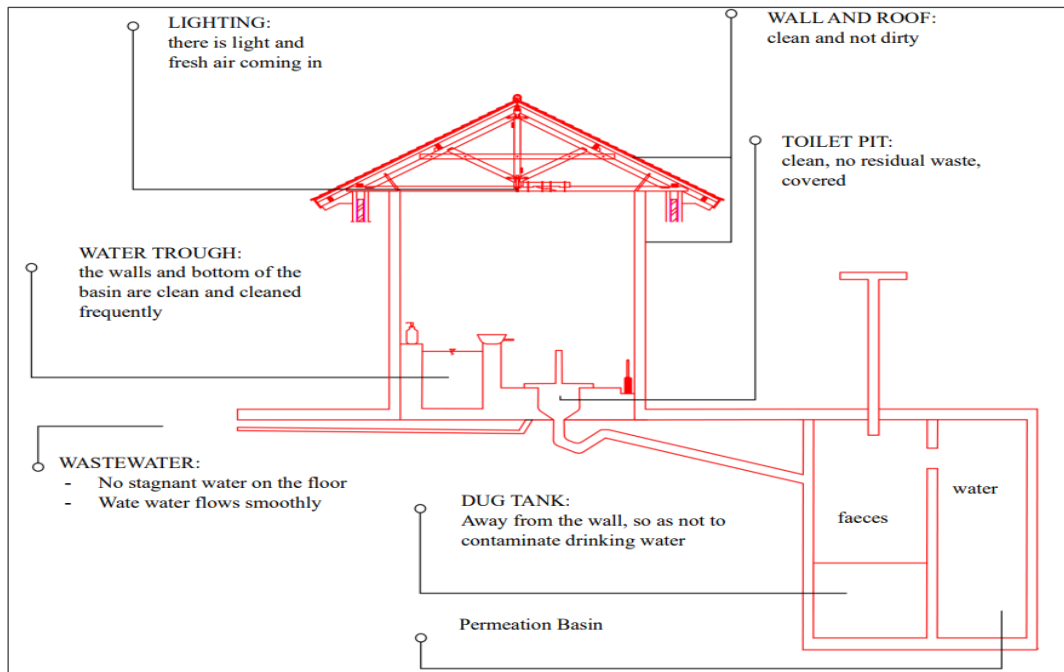 LIGHTING:
there is light and
fresh air coming in
WALL AND ROOF:
clean and not dirty
TOILET PIT:
clean, no residual waste,
covered
WATER TROUGH:
the walls and bottom of the
basin are clean and cleaned
frequently
WASTEWATER:
- No stagnant water on the floor
- Wate water flows smoothly
DUG TANK:
Away from the wall, so as not to
contaminate drinking water
faeces
water
Permeation Basin